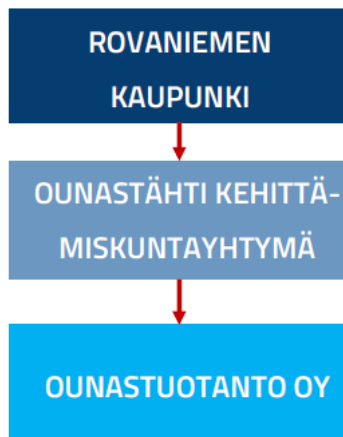 ROVANIEMEN
KAUPUNKI
OUNASTÄHTI KEHITTÄ-
MISKUNTAYHTYMÄ
OUNASTUOTANTO OY